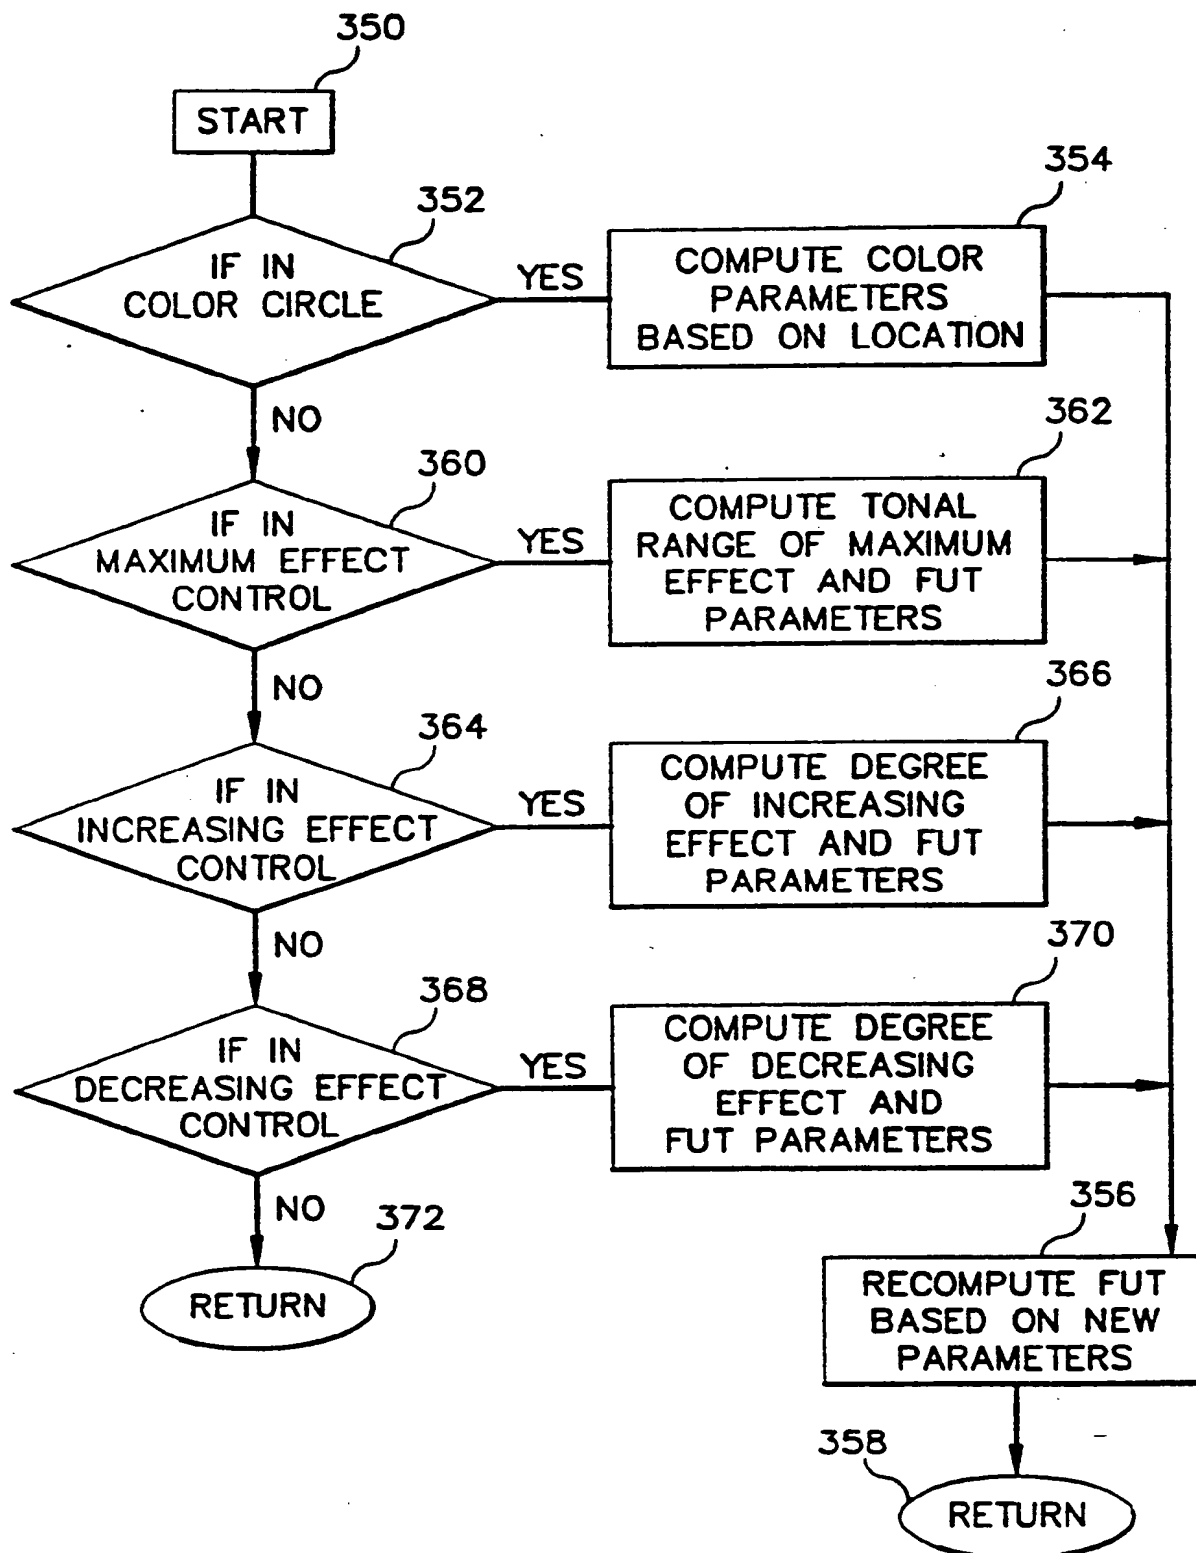 350
START
352
IF IN
COLOR CIRCLE
YES
354
COMPUTE COLOR
PARAMETERS
BASED ON LOCATION
NO
360
IF IN
MAXIMUM EFFECT
CONTROL
YES
362
COMPUTE TONAL
RANGE OF MAXIMUM
EFFECT AND FUT
PARAMETERS
NO
364
IF IN
INCREASING EFFECT
CONTROL
YES
366
COMPUTE DEGREE
OF INCREASING
EFFECT AND FUT
PARAMETERS
NO
368
IF IN
DECREASING EFFECT
CONTROL
YES
370
COMPUTE DEGREE
OF DECREASING
EFFECT AND
FUT PARAMETERS
NO
372
RETURN
356
RECOMPUTE FUT
BASED ON NEW
PARAMETERS
358
RETURN